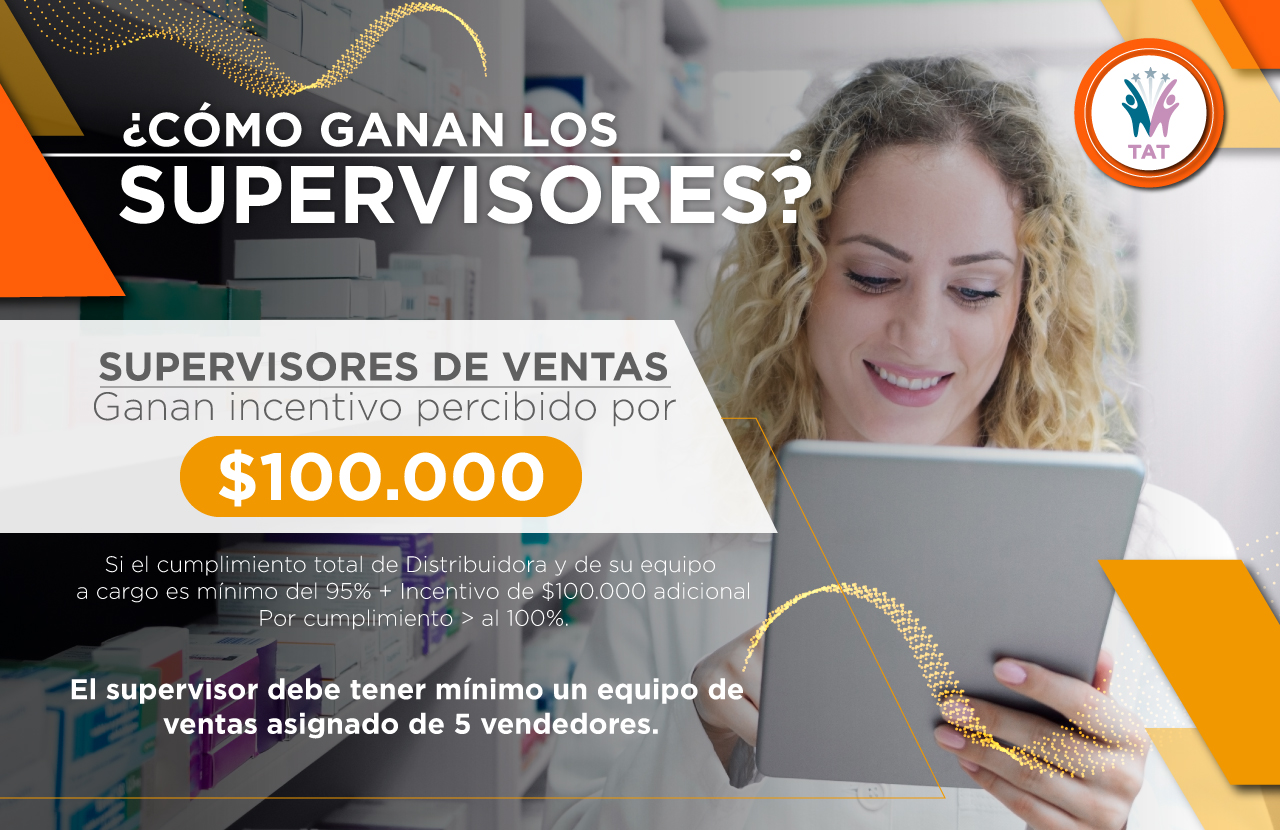 ¿CÓMO GANAN LOS
SUPERVISORES?
TAT
SUPERVISORES DE VENTAS
Ganan incentivo percibido por
$100.000
Si el cumplimiento total de Distribuidora y de su equipo
a cargo es mínimo del 95% + Incentivo de $100.000 adicional
Por cumplimiento > al 100%.
El supervisor debe tener mínimo un equipo de
ventas asignado de 5 vendedores.